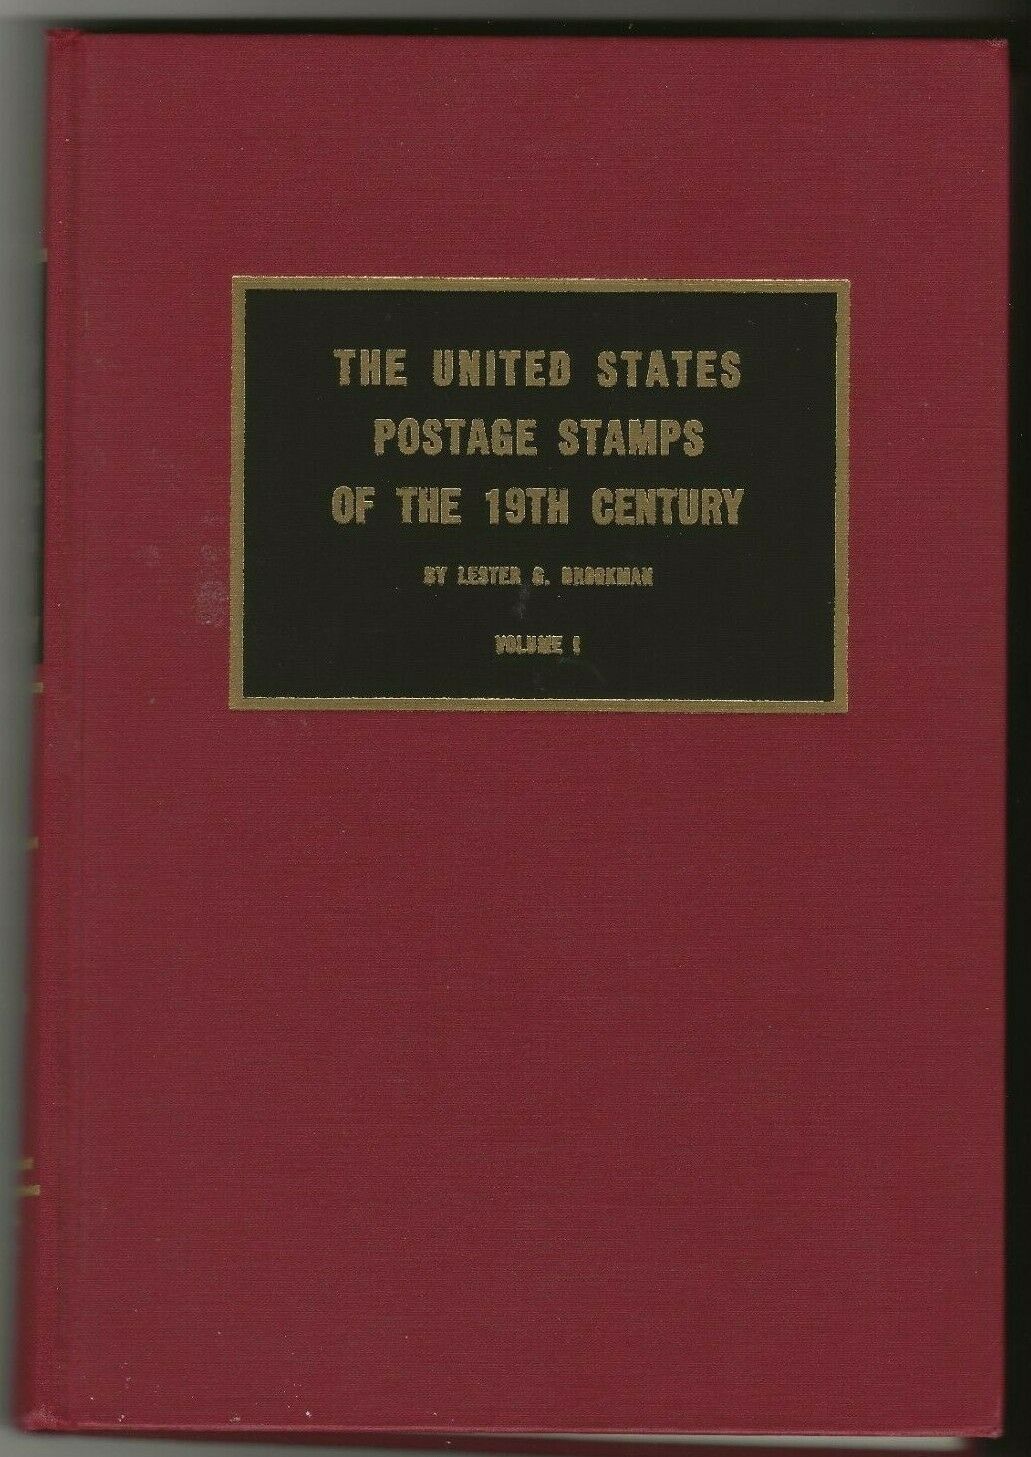 THE UNITED STATES
POSTAGE STAMPS
OF THE 19TH CENTURY
BY LESTER G. BROOKMAN
VOLUME I